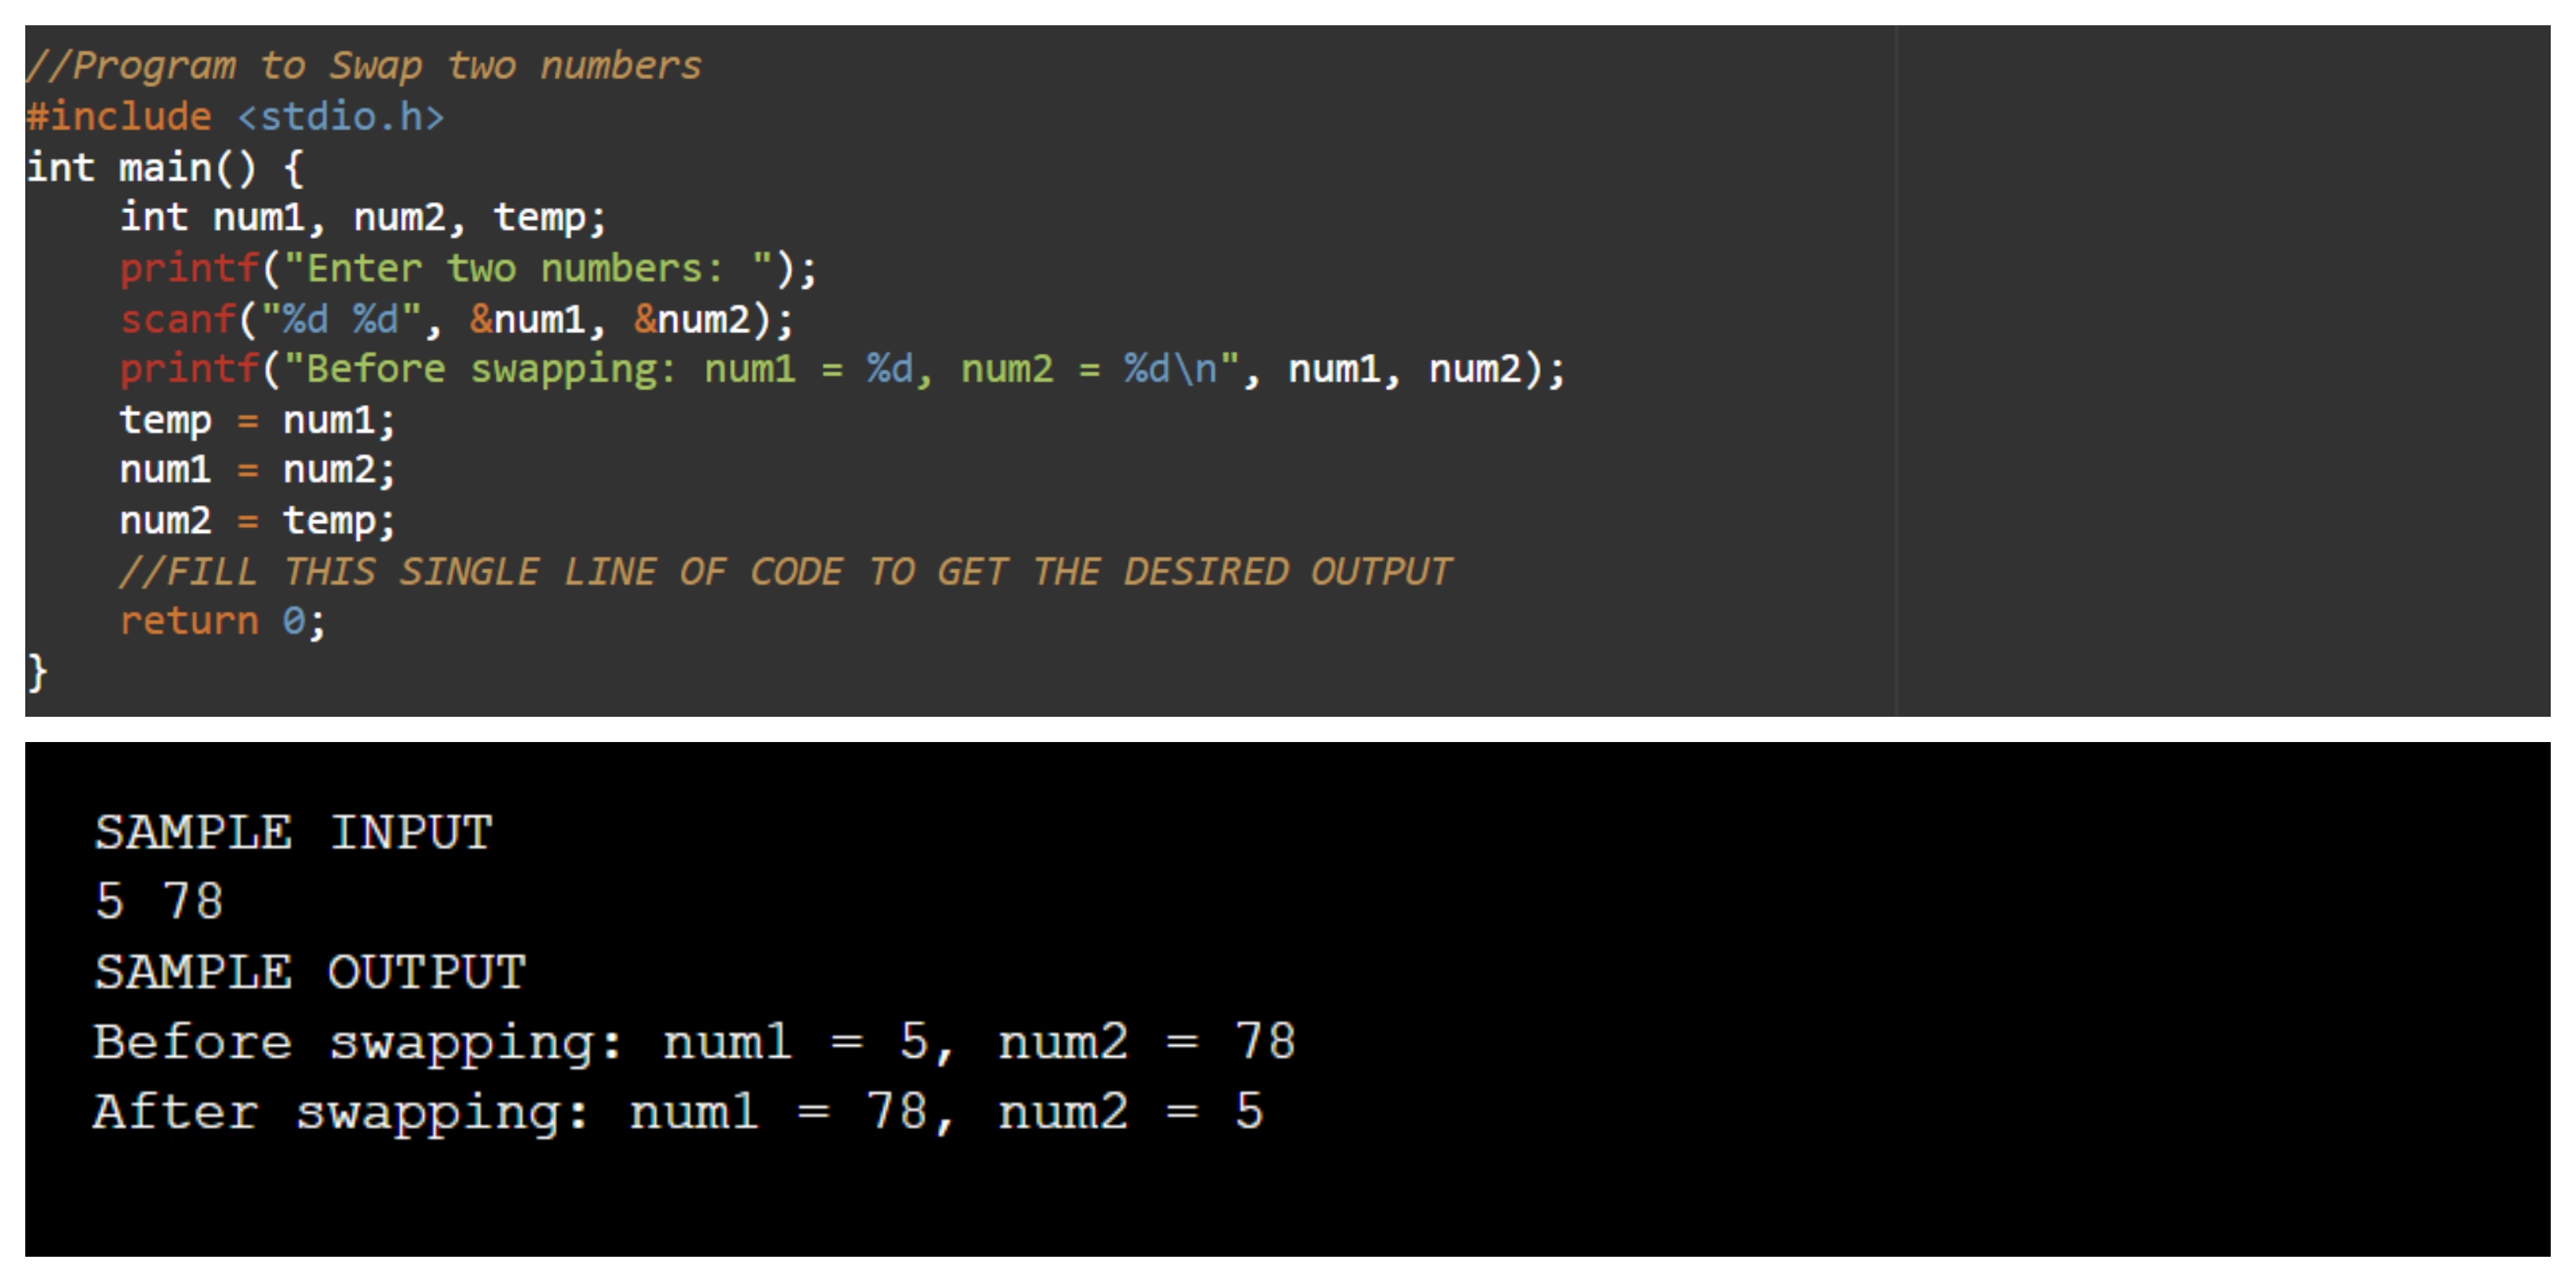 //Program to Swap two numbers
#include <stdio.h>
int main() {
    int num1, num2, temp;
    printf("Enter two numbers: ");
    scanf("%d %d", &num1, &num2);
    printf("Before swapping: num1 = %d, num2 = %d\n", num1, num2);
    temp = num1;
    num1 = num2;
    num2 = temp;
    //FILL THIS SINGLE LINE OF CODE TO GET THE DESIRED OUTPUT
    return 0;
}
SAMPLE INPUT
5 78
SAMPLE OUTPUT
Before swapping: num1 = 5, num2 = 78
After swapping: num1 = 78, num2 = 5